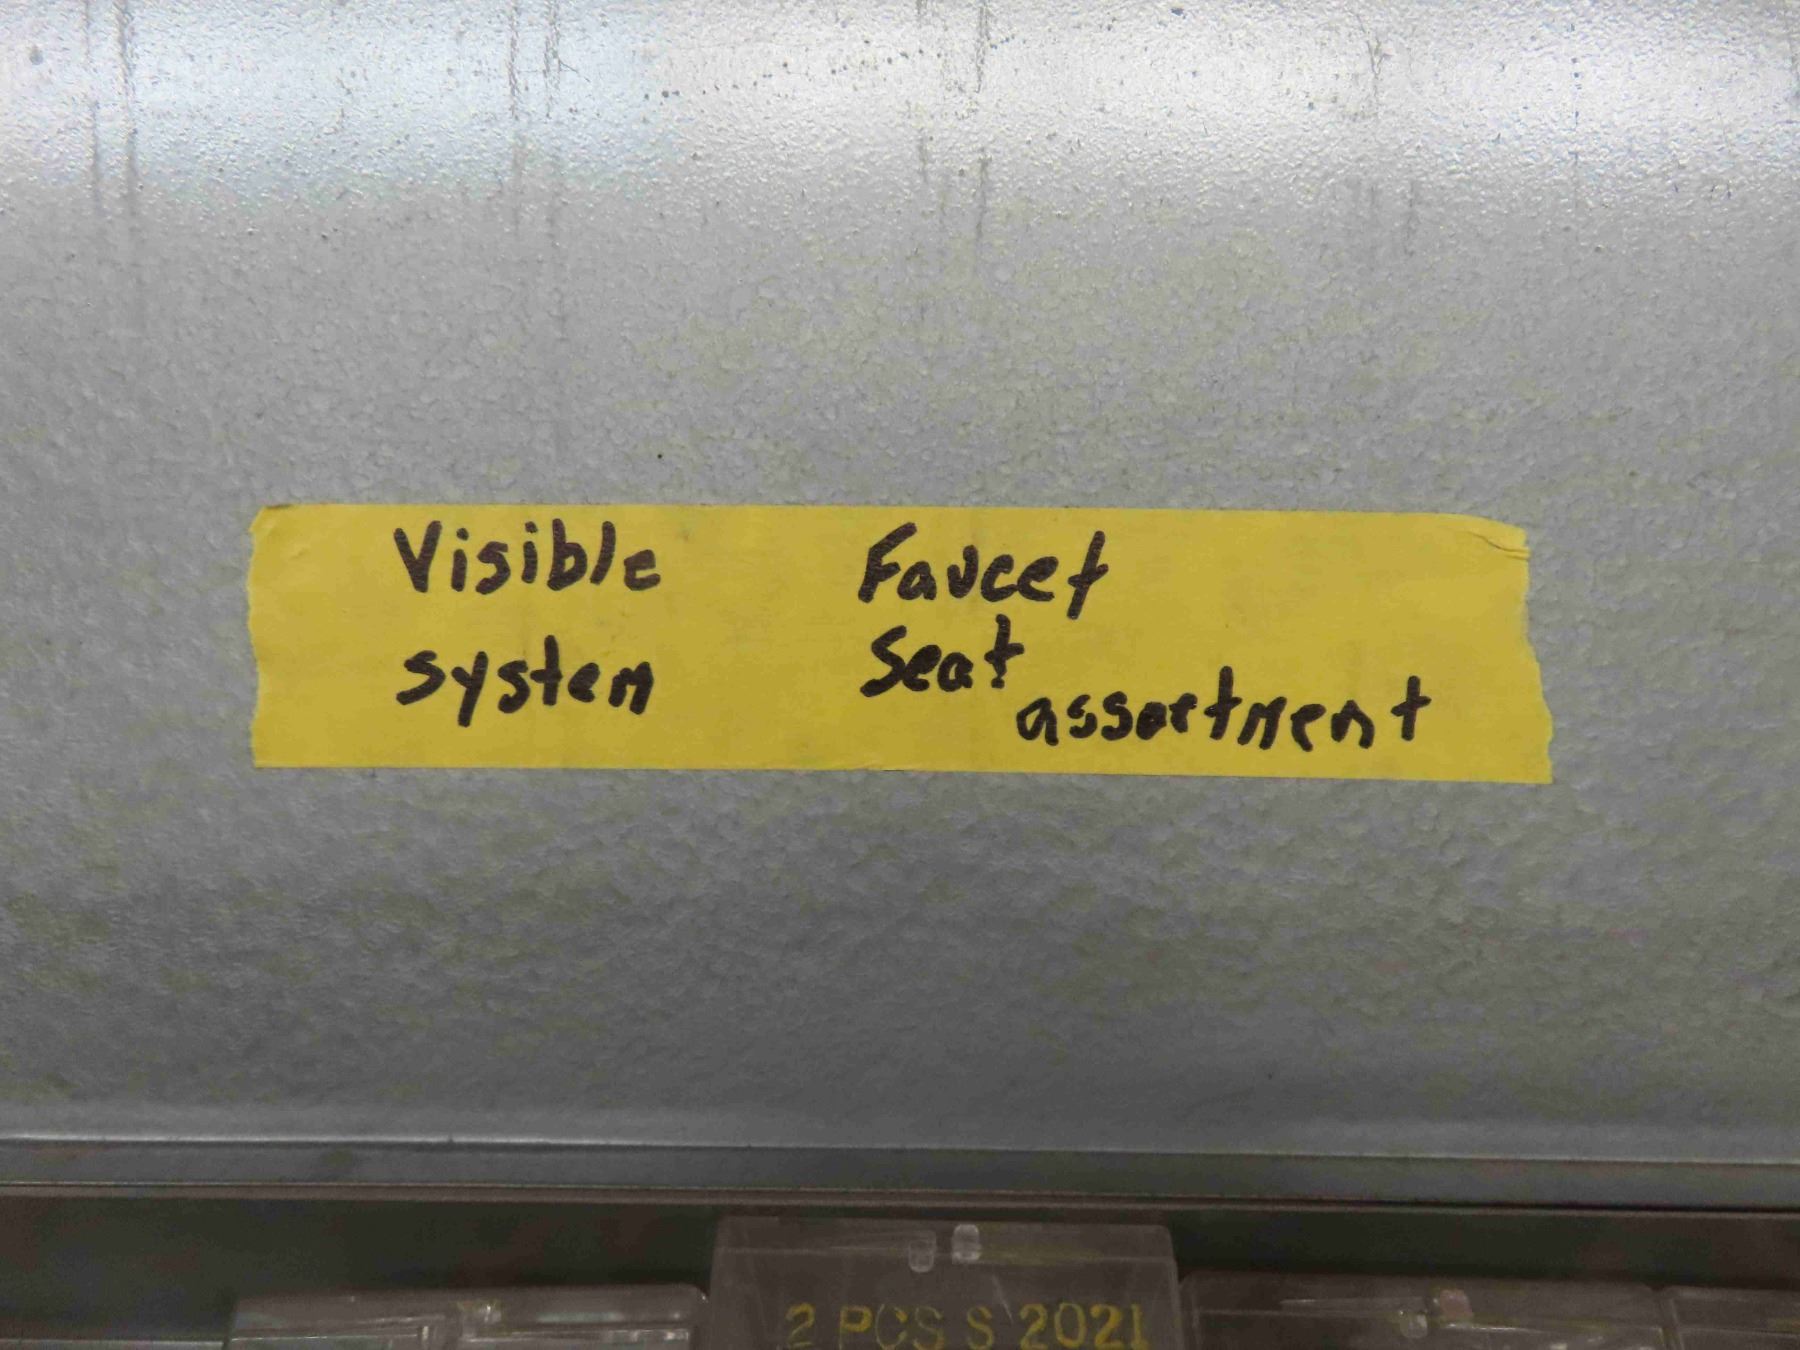 Visible
system
Faucet
Seat
assortment
2 PCS S 2021